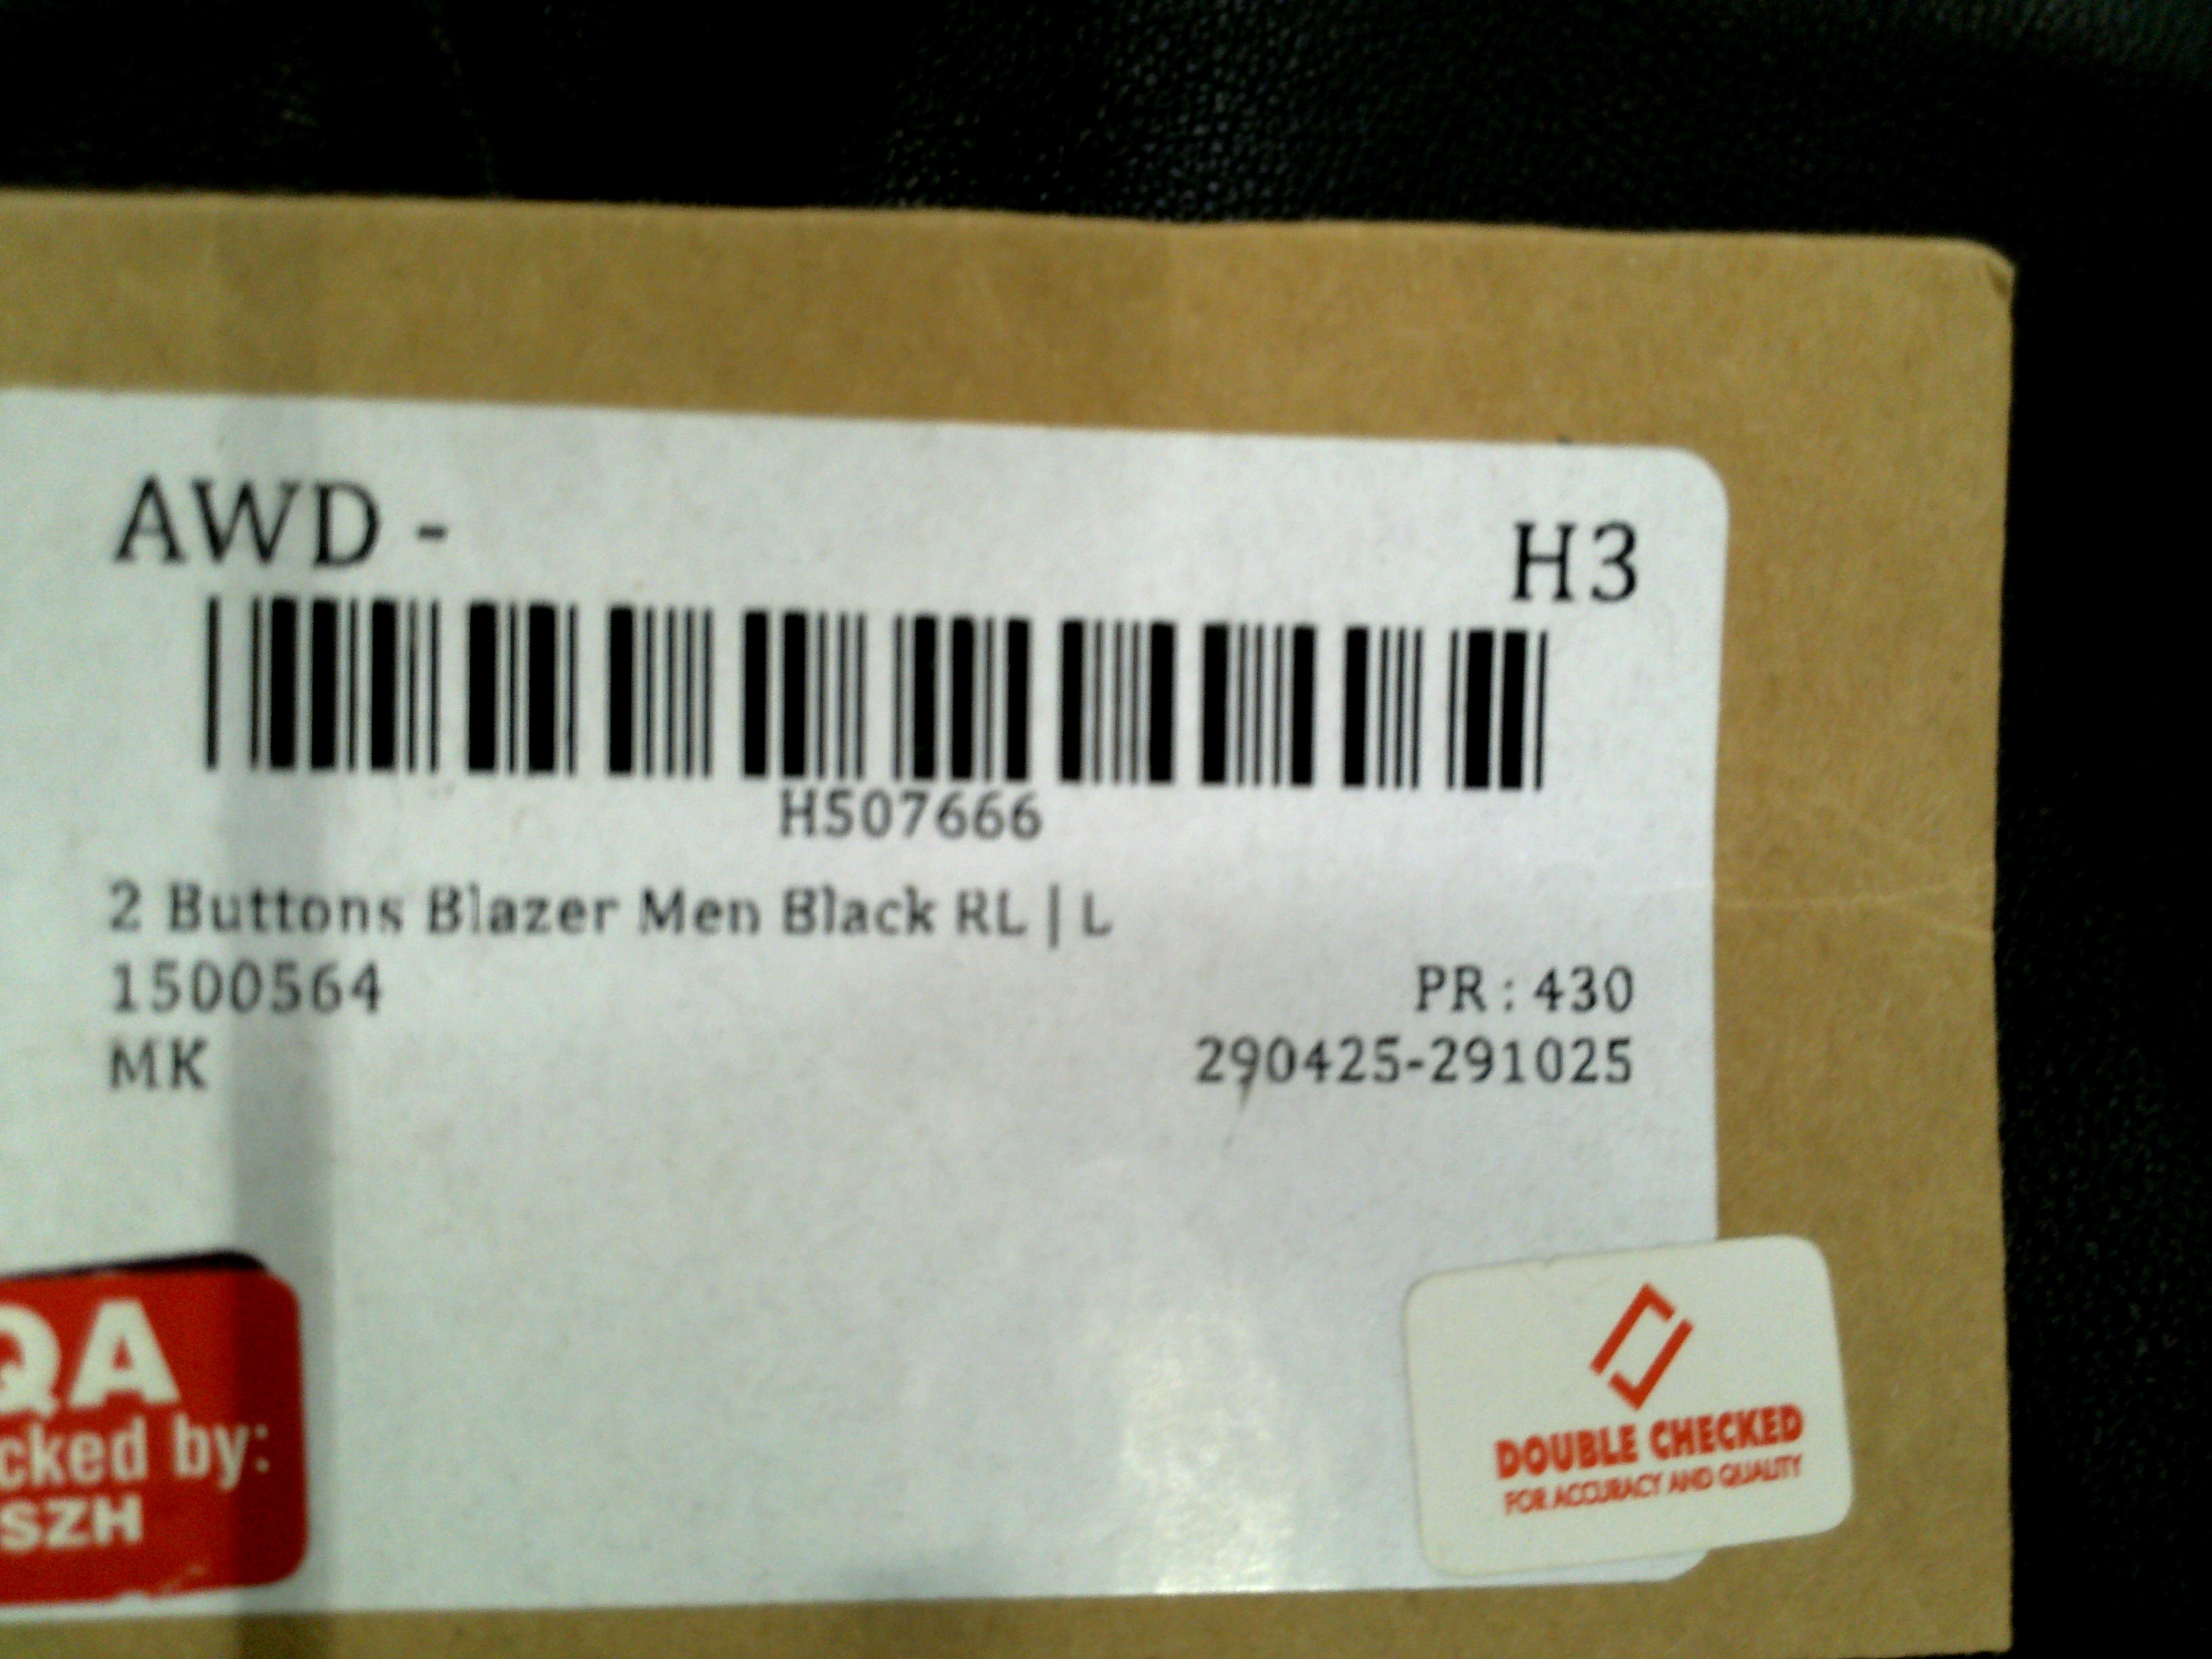 AWD -
H3
H507666
2 Buttons Blazer Men Black RL | L
1500564
PR : 430
MK
290425-291025
QA
cked by:
SZH
DOUBLE CHECKED
FOR ACCURACY AND QUALITY